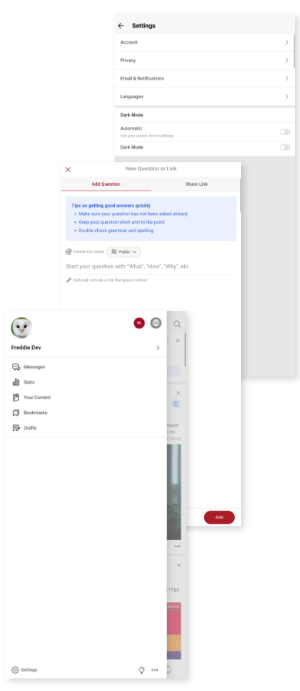 Settings
Account
Privacy
Email & Notifications
Languages
Dark Mode
Automatic
Use your current device settings
Dark Mode
New Question or Link
Add Question
Share Link
Tips on getting good answers quickly
• Make sure your question has not been asked already
• Keep your question short and to the point
• Double-check grammar and spelling
Freddie Dev asked
Public
Start your question with "What", "How", "Why", etc.
Optional: include a link that gives context
Add
Freddie Dev
Messages
Stats
Your Content
Bookmarks
Drafts
Settings